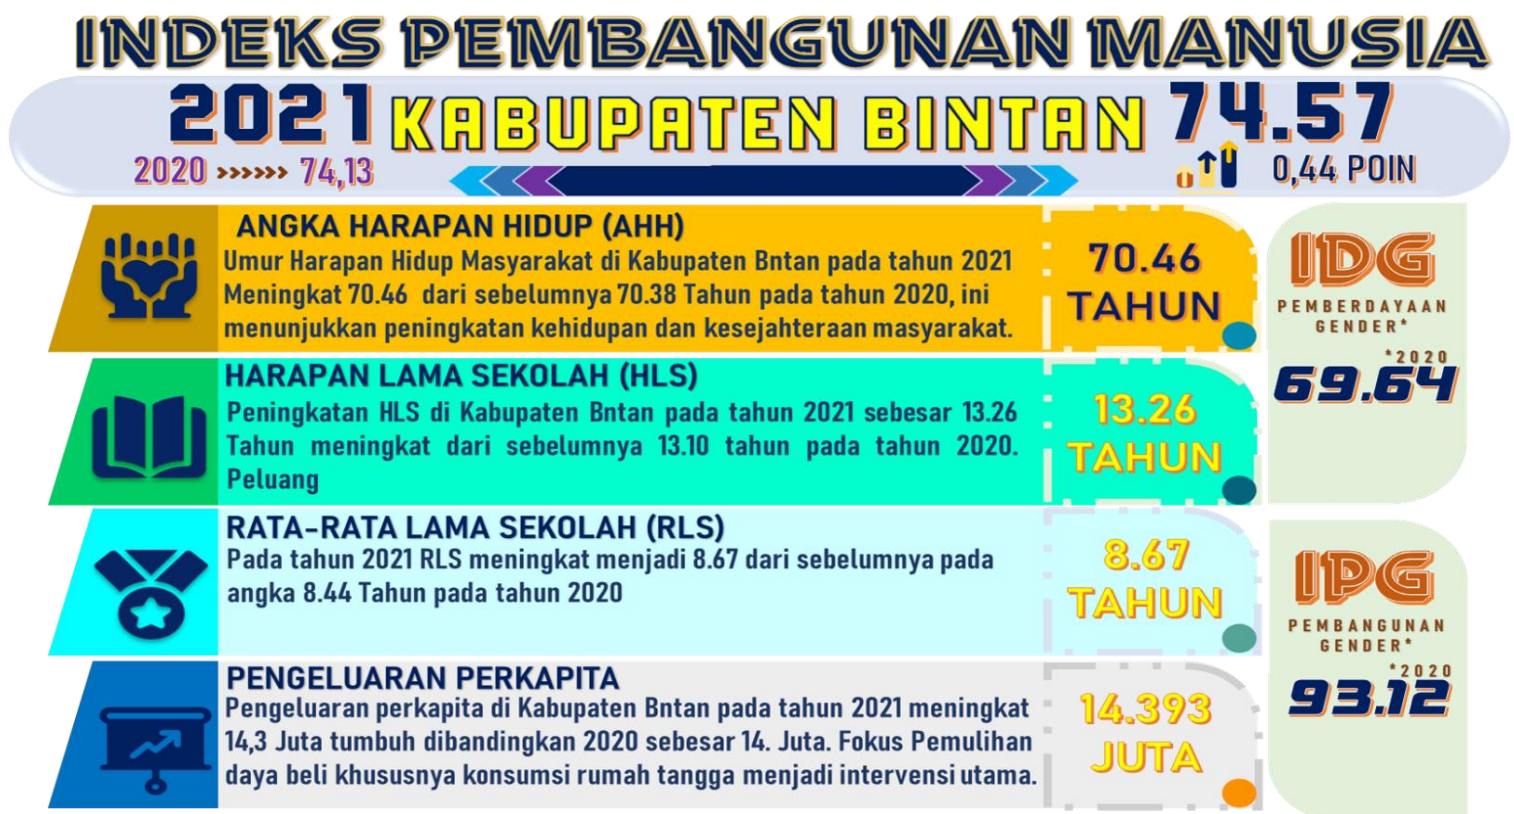 INDEKS PEMBANGUNAN MANUSIA
2021 KABUPATEN BINTAN 74.57
2020 »»»» 74,13
0,44 POIN
ANGKA HARAPAN HIDUP (AHH)
Umur Harapan Hidup Masyarakat di Kabupaten Bntan pada tahun 2021
Meningkat 70.46 dari sebelumnya 70.38 Tahun pada tahun 2020, ini
menunjukkan peningkatan kehidupan dan kesejahteraan masyarakat.
70.46
TAHUN
HARAPAN LAMA SEKOLAH (HLS)
Peningkatan HLS di Kabupaten Bntan pada tahun 2021 sebesar 13.26
Tahun meningkat dari sebelumnya 13.10 tahun pada tahun 2020.
Peluang
13.26
TAHUN
RATA-RATA LAMA SEKOLAH (RLS)
Pada tahun 2021 RLS meningkat menjadi 8.67 dari sebelumnya pada
angka 8.44 Tahun pada tahun 2020
8.67
TAHUN
PENGELUARAN PERKAPITA
Pengeluaran perkapita di Kabupaten Bntan pada tahun 2021 meningkat
14,3 Juta tumbuh dibandingkan 2020 sebesar 14. Juta. Fokus Pemulihan
daya beli khususnya konsumsi rumah tangga menjadi intervensi utama.
14.393
JUTA
IDG
PEMBERDAYAAN
GENDER*
*2020
69.64
IPG
PEMBANGUNAN
GENDER*
*2020
93.12